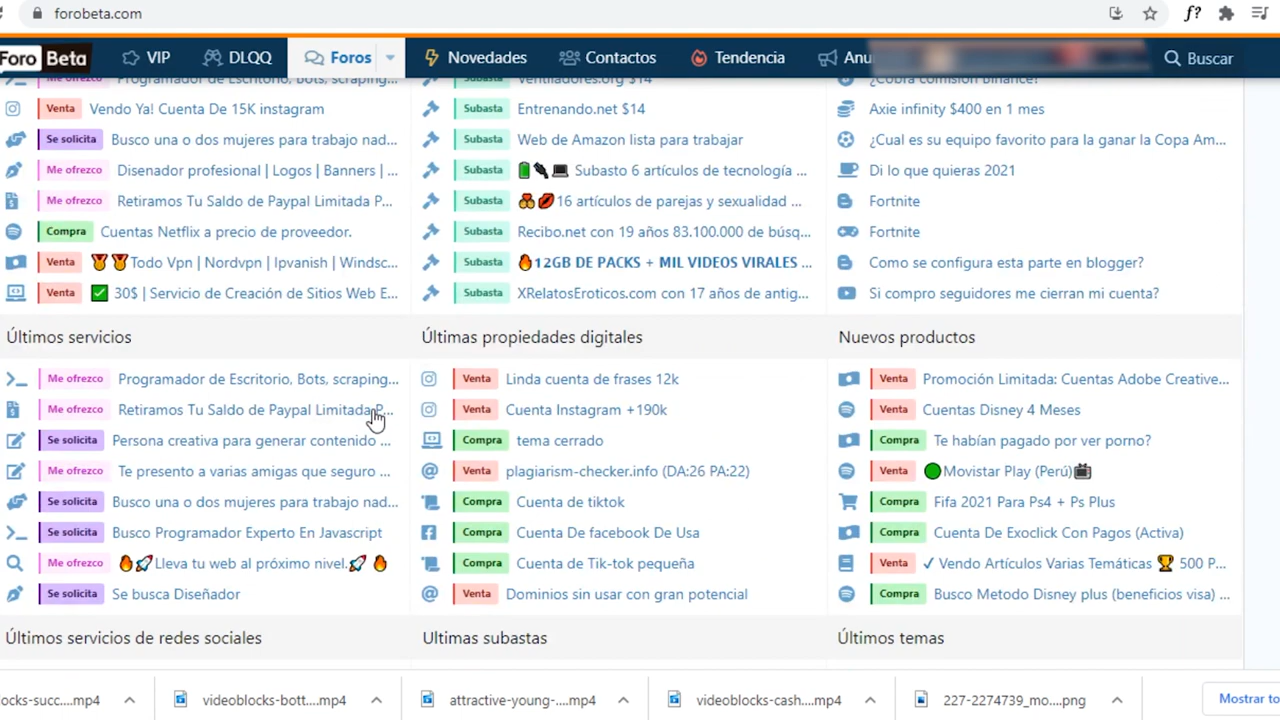 forobeta.com
Foro Beta VIP DLQQ Foros Novedades Contactos Tendencia Anu Buscar
Programador de Escritorio, Bots, scraping...
Venta Vendo Ya! Cuenta De 15K instagram
Se solicita Busco una o dos mujeres para trabajo nad...
Me ofrezco Disenador profesional | Logos | Banners | ...
Me ofrezco Retiramos Tu Saldo de Paypal Limitada P...
Compra Cuentas Netflix a precio de proveedor.
Venta Todo Vpn | Nordvpn | Ipvanish | Windsc...
Venta 30$ | Servicio de Creación de Sitios Web E...
Ventiladores.org $14
Subasta Entrenando.net $14
Subasta Web de Amazon lista para trabajar
Subasta Subasto 6 artículos de tecnología ...
Subasta 16 artículos de parejas y sexualidad ...
Subasta Recibo.net con 19 años 83.100.000 de búsq...
Subasta 12GB DE PACKS + MIL VIDEOS VIRALES ...
Subasta XRelatosEroticos.com con 17 años de antig...
¿Cobra comisión Binance?
Axie infinity $400 en 1 mes
¿Cual es su equipo favorito para la ganar la Copa Am...
Di lo que quieras 2021
Fortnite
Fortnite
Como se configura esta parte en blogger?
Si compro seguidores me cierran mi cuenta?
Últimos servicios
Me ofrezco Programador de Escritorio, Bots, scraping...
Me ofrezco Retiramos Tu Saldo de Paypal Limitada P...
Se solicita Persona creativa para generar contenido ...
Me ofrezco Te presento a varias amigas que seguro ...
Se solicita Busco una o dos mujeres para trabajo nad...
Se solicita Busco Programador Experto En Javascript
Me ofrezco 🔥🚀Lleva tu web al próximo nivel.🚀 🔥
Se solicita Se busca Diseñador
Últimas propiedades digitales
Venta Linda cuenta de frases 12k
Venta Cuenta Instagram +190k
Compra tema cerrado
Venta plagiarism-checker.info (DA:26 PA:22)
Compra Cuenta de tiktok
Compra Cuenta De facebook De Usa
Compra Cuenta de Tik-tok pequeña
Venta Dominios sin usar con gran potencial
Nuevos productos
Venta Promoción Limitada: Cuentas Adobe Creative...
Venta Cuentas Disney 4 Meses
Compra Te habían pagado por ver porno?
Venta Movistar Play (Perú)
Compra Fifa 2021 Para Ps4 + Ps Plus
Compra Cuenta De Exoclick Con Pagos (Activa)
Venta ✓ Vendo Artículos Varias Temáticas 🏆 500 P...
Compra Busco Metodo Disney plus (beneficios visa) ...
Últimos servicios de redes sociales
Ultimas subastas
Últimos temas
ocks-succ....mp4
videoblocks-bott....mp4
attractive-young-....mp4
videoblocks-cash....mp4
227-2274739_mo....png
Mostrar to